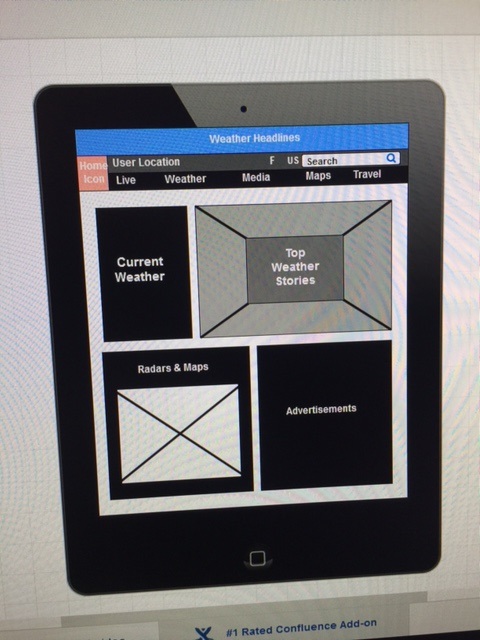 Weather Headlines
Home Icon
User Location
F
US
Search
Live
Weather
Media
Maps
Travel
Current
Weather
Top
Weather
Stories
Radars & Maps
Advertisements
#1 Rated Confluence Add-on